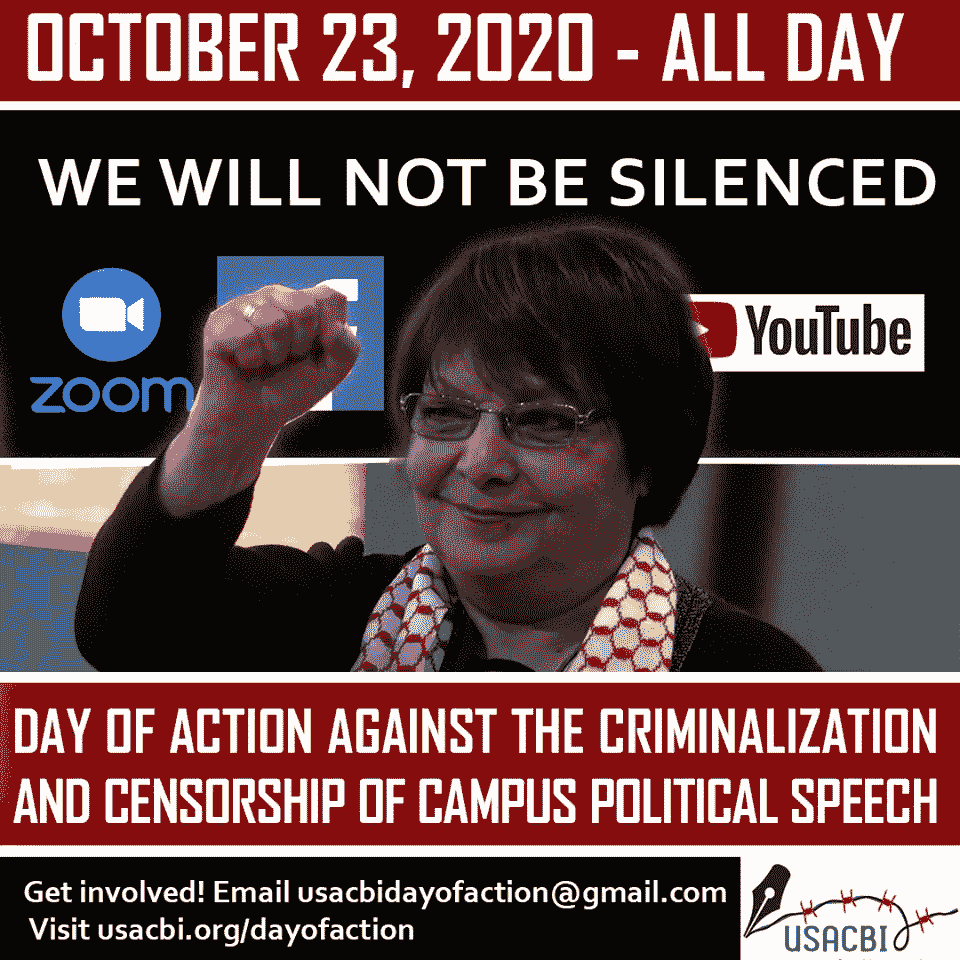 OCTOBER 23, 2020 - ALL DAY
WE WILL NOT BE SILENCED
zoom
YouTube
DAY OF ACTION AGAINST THE CRIMINALIZATION
AND CENSORSHIP OF CAMPUS POLITICAL SPEECH
Get involved! Email usacbidayofaction@gmail.com
Visit usacbi.org/dayofaction
USACBI